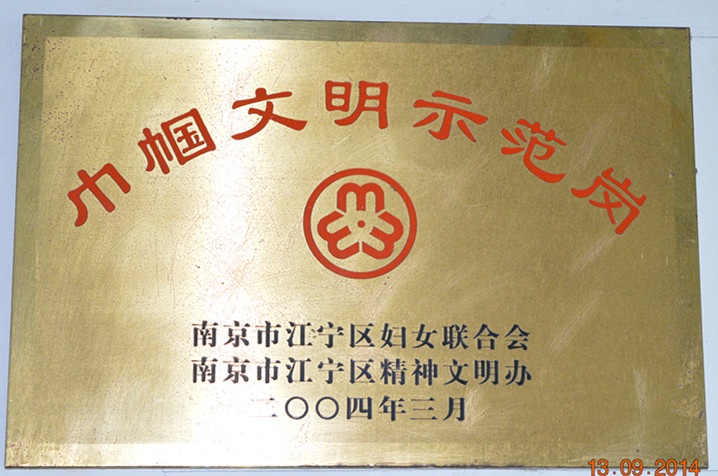 巾帼文明示范岗
南京市江宁区妇女联合会
南京市江宁区精神文明办
二〇〇四年三月
13.09.2014